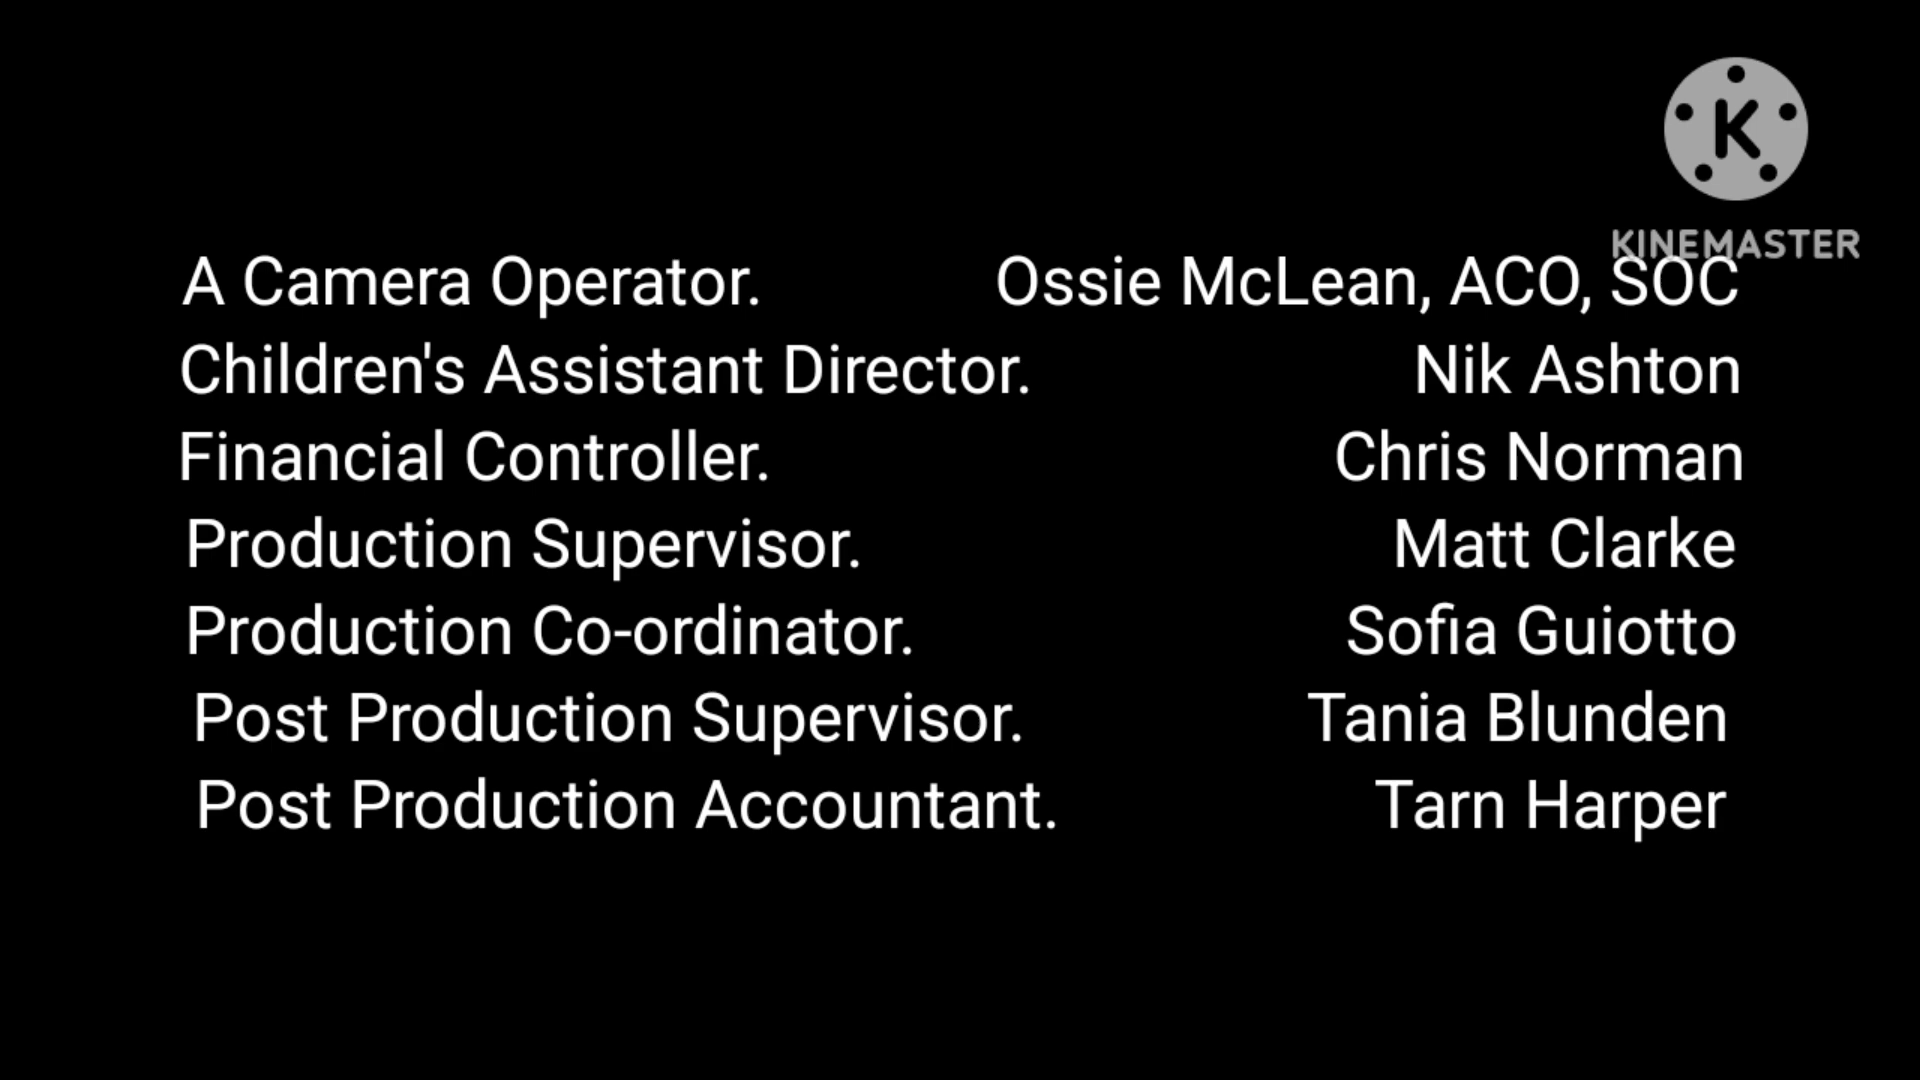 K
KINEMASTER
A Camera Operator. Ossie McLean, ACO, SOC
Children's Assistant Director. Nik Ashton
Financial Controller. Chris Norman
Production Supervisor. Matt Clarke
Production Co-ordinator. Sofia Guiotto
Post Production Supervisor. Tania Blunden
Post Production Accountant. Tarn Harper